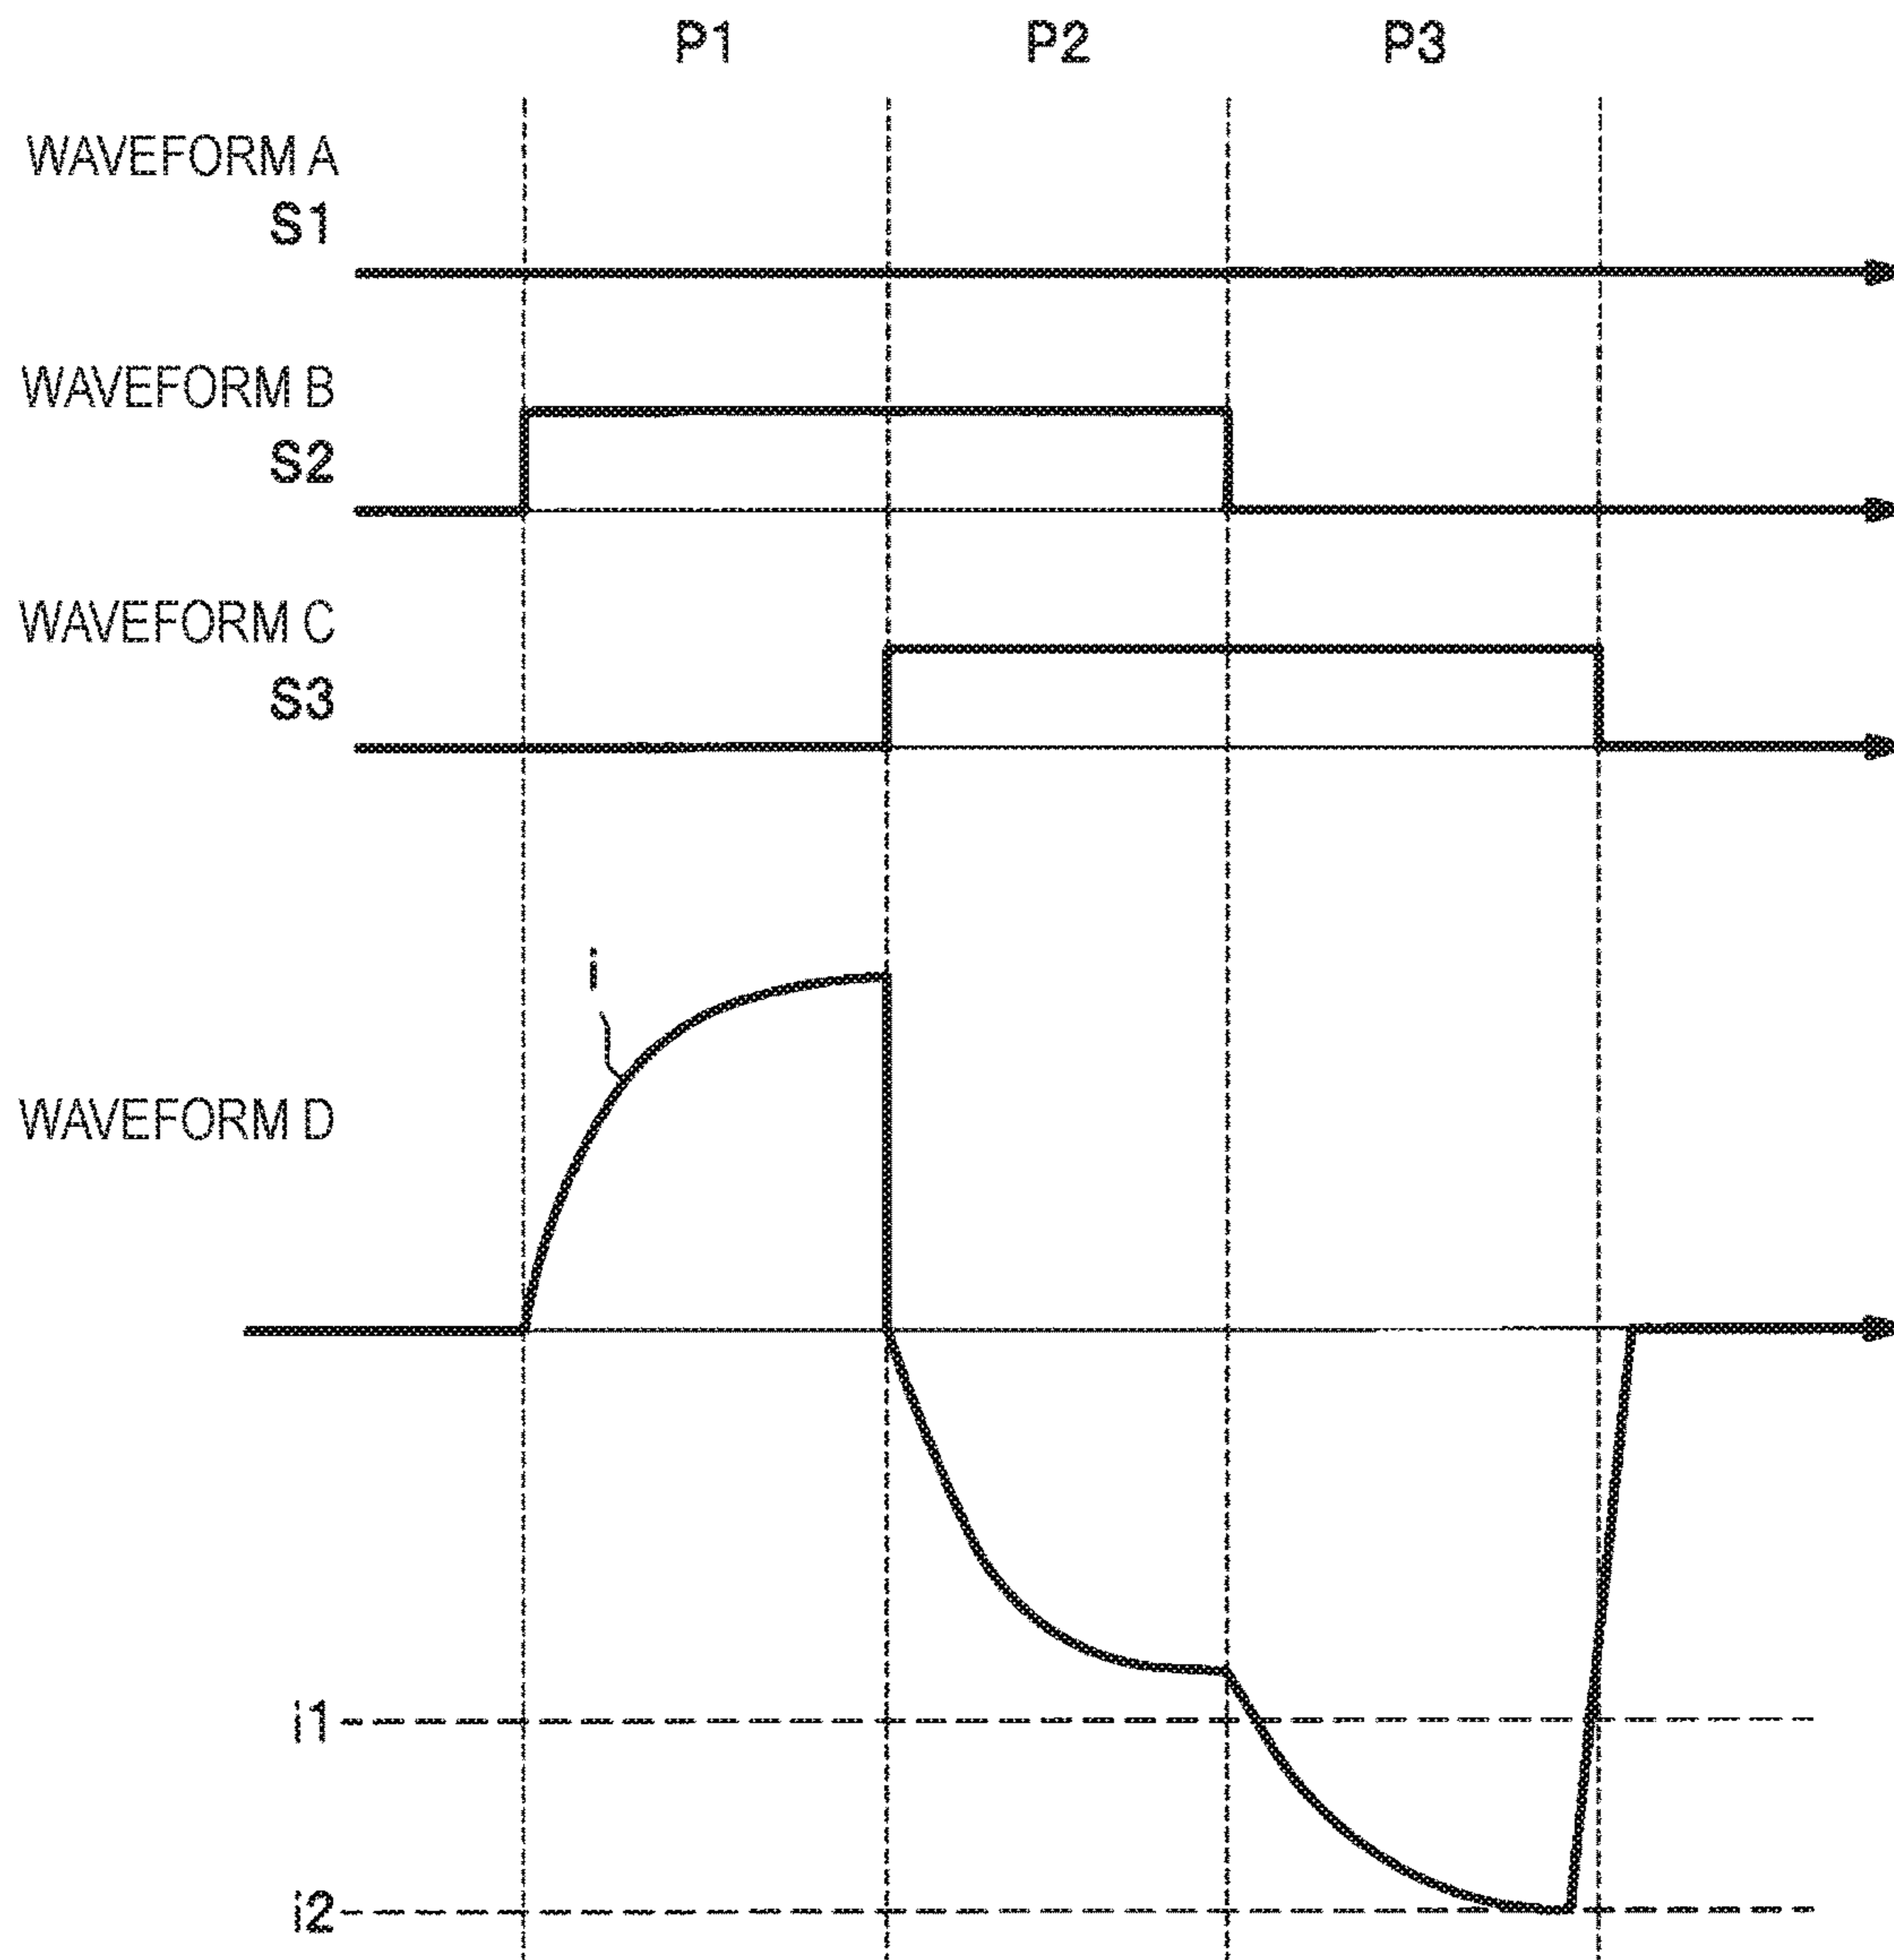 P1 P2 P3
WAVEFORM A
S1
WAVEFORM B
S2
WAVEFORM C
S3
i
WAVEFORM D
i1
i2